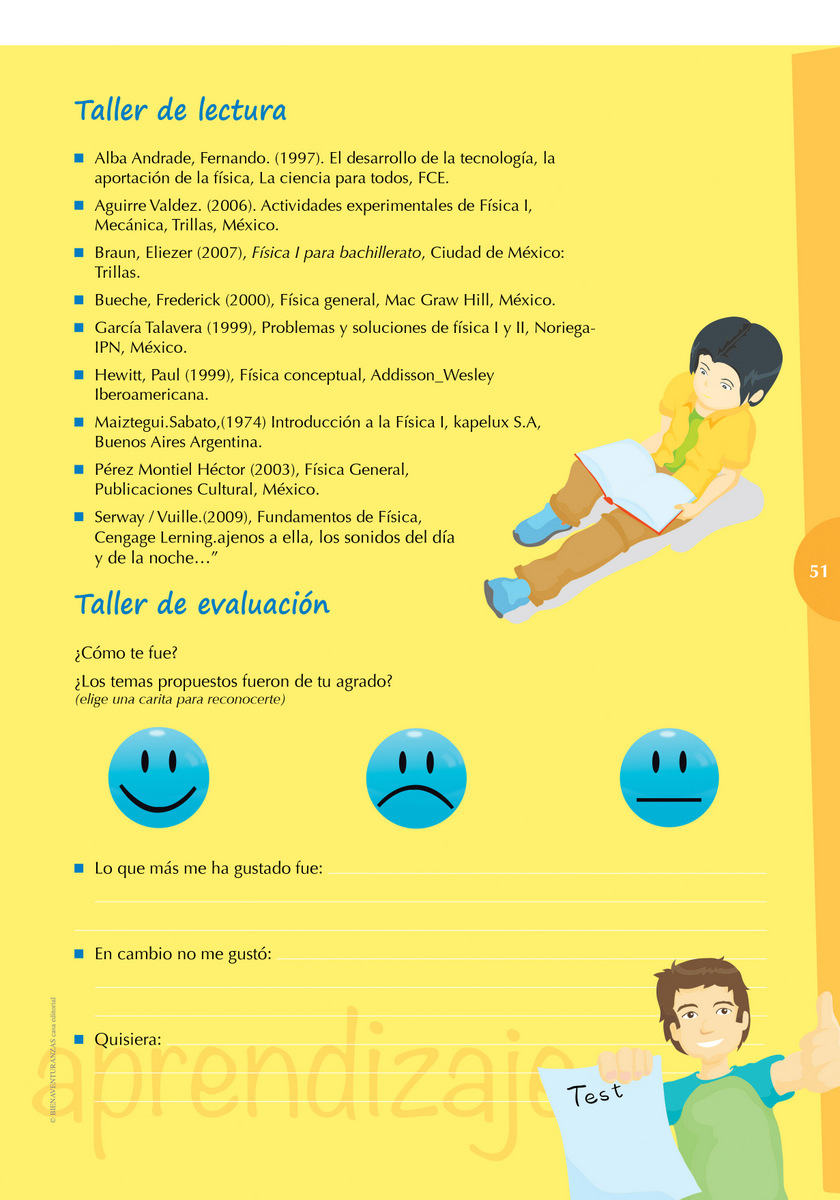 Taller de lectura
Alba Andrade, Fernando. (1997). El desarrollo de la tecnología, la
aportación de la física, La ciencia para todos, FCE.
Aguirre Valdez. (2006). Actividades experimentales de Física I,
Mecánica, Trillas, México.
Braun, Eliezer (2007), Física I para bachillerato, Ciudad de México:
Trillas.
Bueche, Frederick (2000), Física general, Mac Graw Hill, México.
García Talavera (1999), Problemas y soluciones de física I y II, Noriega-
IPN, México.
Hewitt, Paul (1999), Física conceptual, Addisson_Wesley
Iberoamericana.
Maiztegui.Sabato,(1974) Introducción a la Física I, kapelux S.A,
Buenos Aires Argentina.
Pérez Montiel Héctor (2003), Física General,
Publicaciones Cultural, México.
Serway / Vuille.(2009), Fundamentos de Física,
Cengage Lerning.ajenos a ella, los sonidos del día
y de la noche…”
51
Taller de evaluación
¿Cómo te fue?
¿Los temas propuestos fueron de tu agrado?
(elige una carita para reconocerte)
Lo que más me ha gustado fue:
En cambio no me gustó:
Quisiera:
aprendizaje
Test
© BIENAVENTURANZAS casa editorial